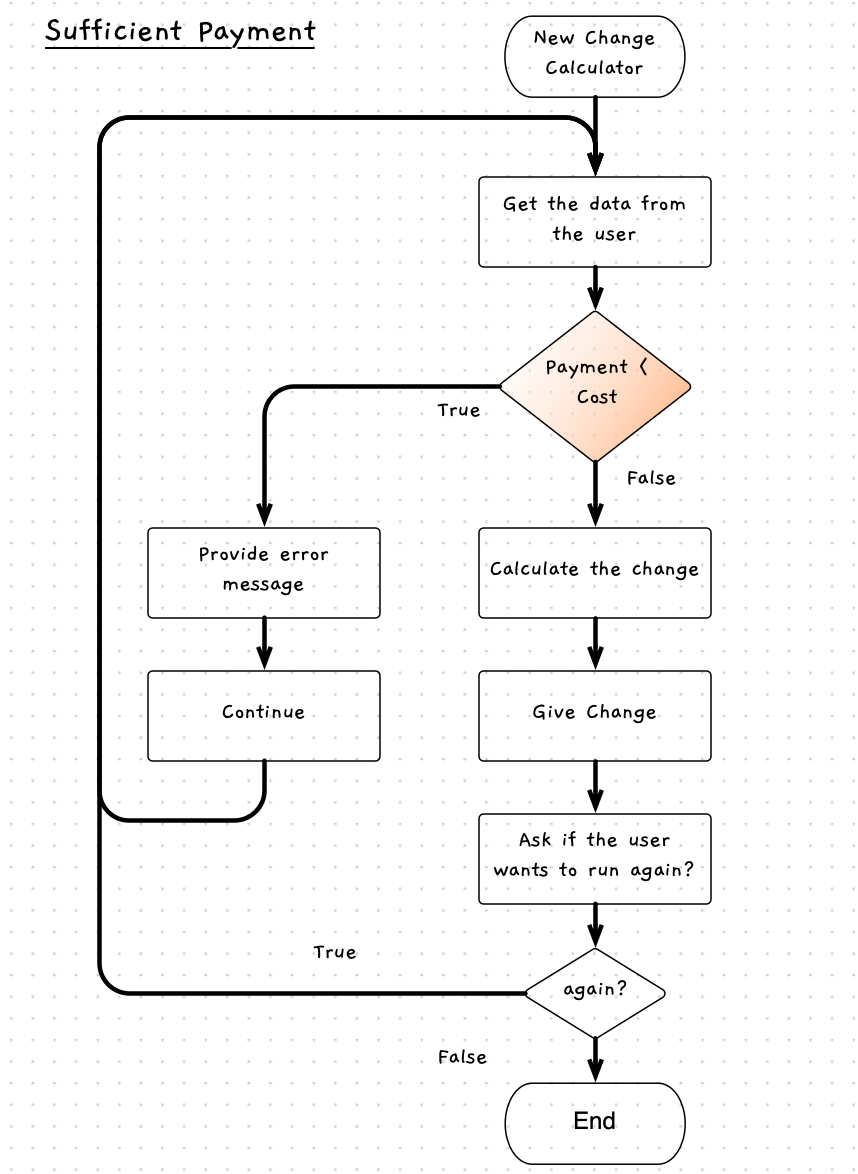 Sufficient Payment
New Change
Calculator
Get the data from
the user
Payment <
Cost
True
False
Provide error
message
Calculate the change
Continue
Give Change
Ask if the user
wants to run again?
True
again?
False
End